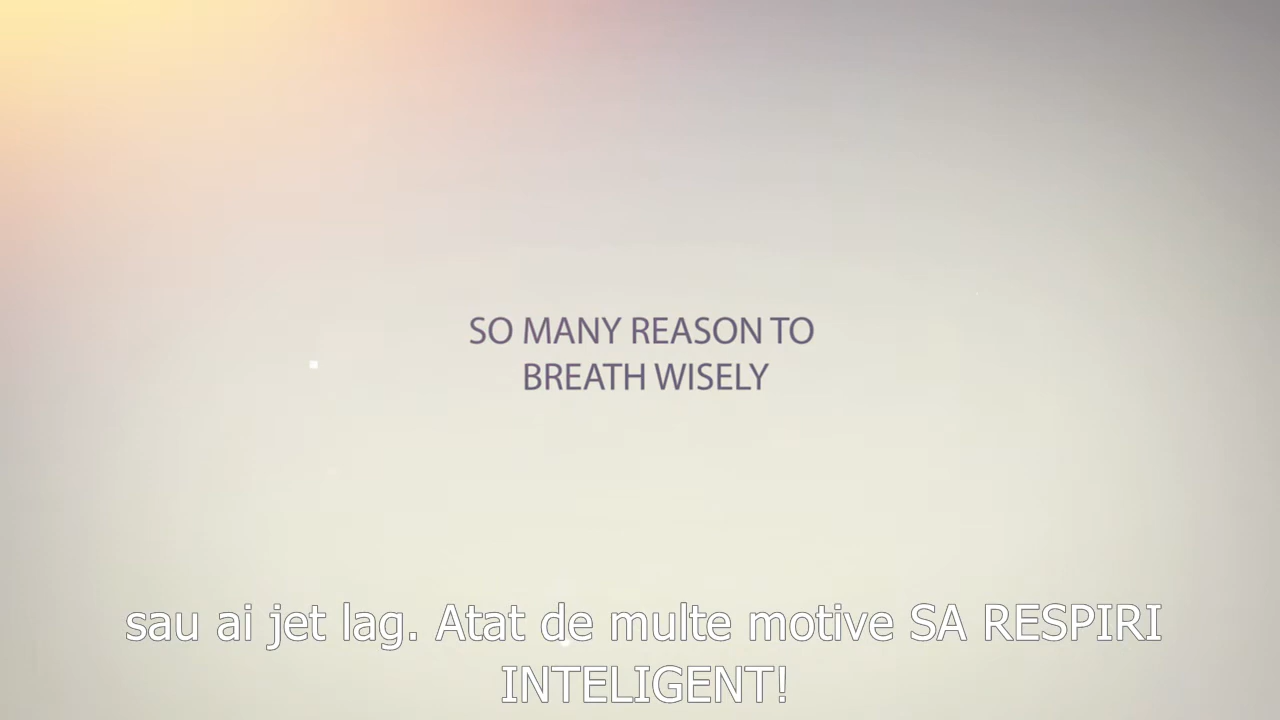 SO MANY REASON TO
BREATH WISELY
sau ai jet lag. Atat de multe motive SA RESPIRI
INTELIGENT!